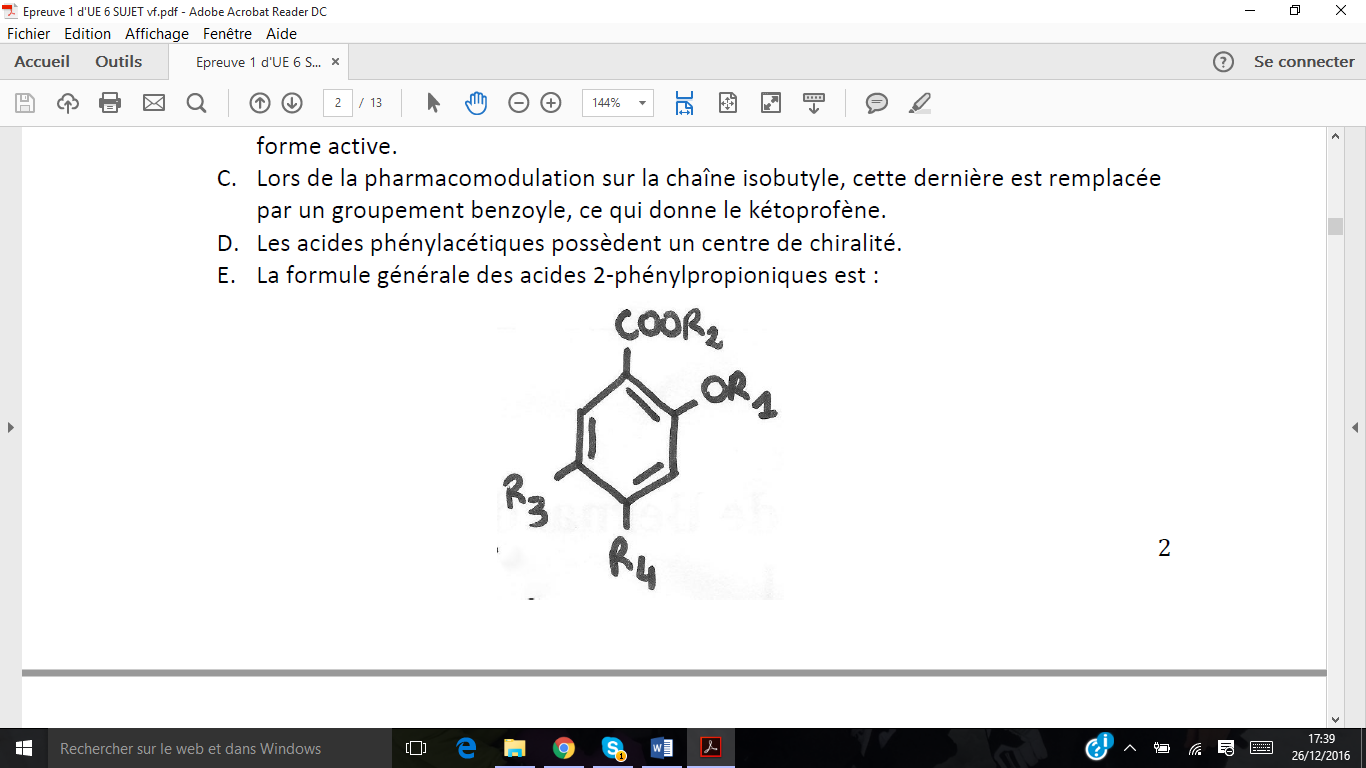 Epreuve 1 d'UE 6 SUJET vf.pdf - Adobe Acrobat Reader DC
Fichier Edition Affichage Fenêtre Aide
Accueil Outils Epreuve 1 d'UE 6 S... × ? Se connecter
2 / 13 144%
forme active.
C. Lors de la pharmacomodulation sur la chaîne isobutyle, cette dernière est remplacée
par un groupement benzoyle, ce qui donne le kétoprofène.
D. Les acides phénylacétiques possèdent un centre de chiralité.
E. La formule générale des acides 2-phénylpropioniques est :
COOR2
OR1
R3
R4
2
Rechercher sur le web et dans Windows
17:39
26/12/2016